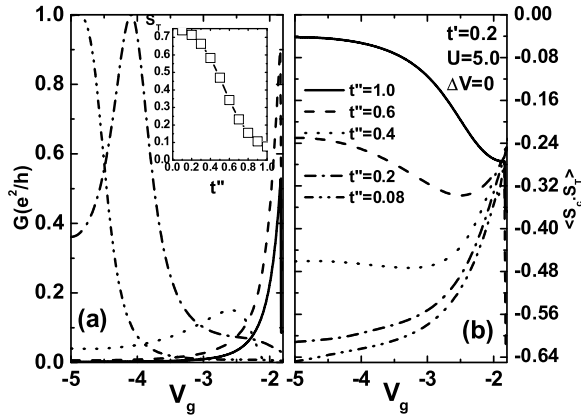 S_T
1.0
0.8
0.6
0.4
0.2
0.0
G(e²/h)
0.7
0.6
0.5
0.4
0.3
0.2
0.1
0.0
0.0 0.2 0.4 0.6 0.8 1.0
t"
(a)
-5 -4 -3 -2
V_g
t'=0.2
U=5.0
ΔV=0
t"=1.0
t"=0.6
t"=0.4
t"=0.2
t"=0.08
(b)
0.00
-0.08
-0.16
-0.24
-0.32
-0.40
-0.48
-0.56
-0.64
<S_c.S_T>
-5 -4 -3 -2
V_g